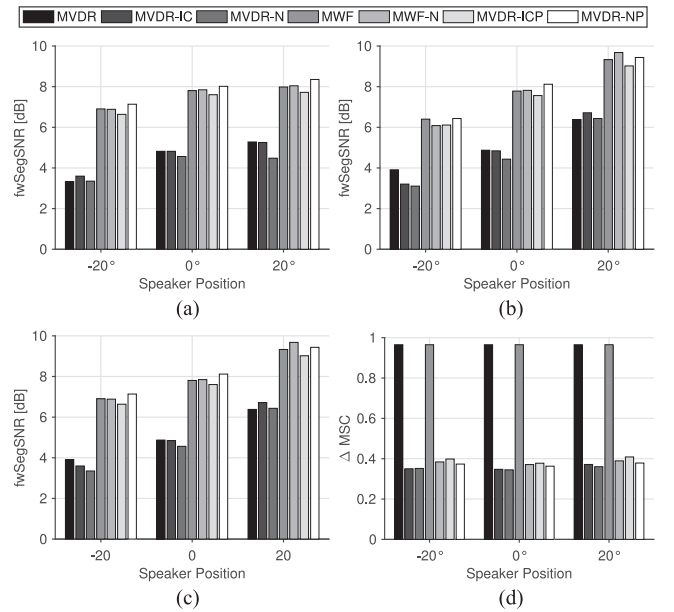 MVDR MVDR-IC MVDR-N MWF MWF-N MVDR-ICP MVDR-NP
10
8
6
4
2
0
fwSegSNR [dB]
-20° 0° 20°
Speaker Position
(a)
10
8
6
4
2
0
fwSegSNR [dB]
-20° 0° 20°
Speaker Position
(b)
10
8
6
4
2
0
fwSegSNR [dB]
-20 0 20
Speaker Position
(c)
1
0.8
0.6
0.4
0.2
0
Δ MSC
-20° 0° 20°
Speaker Position
(d)